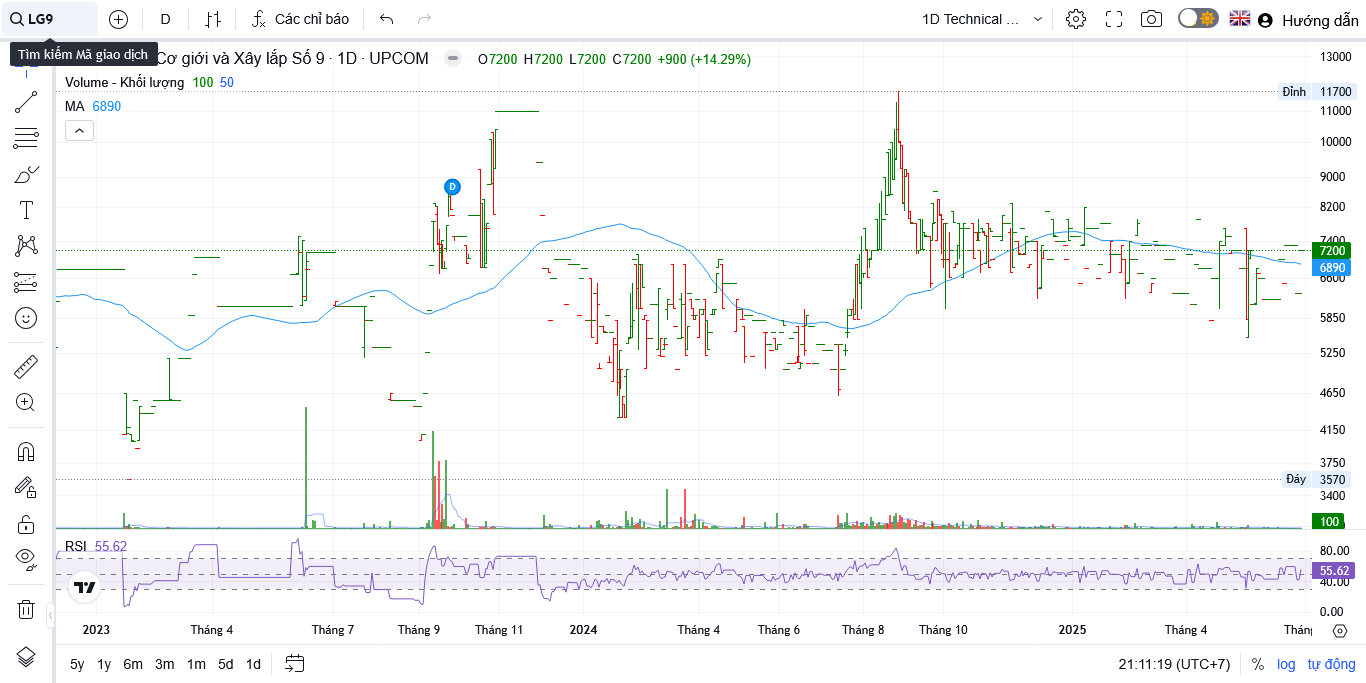 LG9
D
Các chỉ báo
1D Technical ...
Hướng dẫn
Tìm kiếm Mã giao dịch
Cơ giới và Xây lắp Số 9 · 1D · UPCOM
O7200 H7200 L7200 C7200 +900 (+14.29%)
Volume - Khối lượng 100 50
MA 6890
D
13000
Đỉnh 11700
11000
10000
9000
8200
7400
7200
6890
6600
5850
5250
4650
4150
3750
Đáy 3570
3400
100
RSI 55.62
80.00
55.62
40.00
0.00
2023 Tháng 4 Tháng 7 Tháng 9 Tháng 11 2024 Tháng 4 Tháng 6 Tháng 8 Tháng 10 2025 Tháng 4 Tháng
5y 1y 6m 3m 1m 5d 1d
21:11:19 (UTC+7) % log tự động